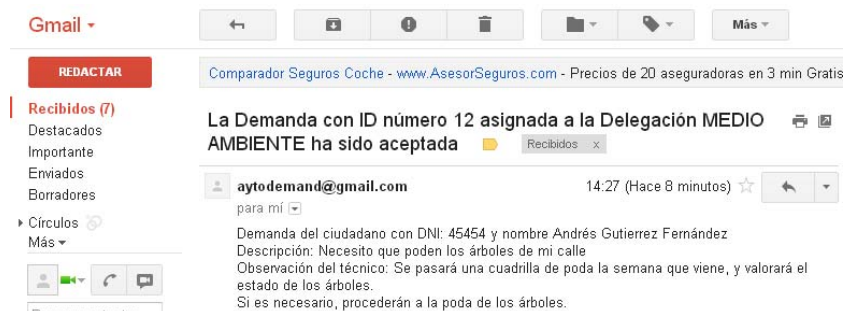 Gmail
Más
REDACTAR
Comparador Seguros Coche - www.AsesorSeguros.com - Precios de 20 aseguradoras en 3 min Gratis
Recibidos (7)
Destacados
Importante
Enviados
Borradores
Círculos
Más
La Demanda con ID número 12 asignada a la Delegación MEDIO
AMBIENTE ha sido aceptada Recibidos x
aytodemand@gmail.com 14:27 (Hace 8 minutos)
para mí
Demanda del ciudadano con DNI: 45454 y nombre Andrés Gutierrez Fernández
Descripción: Necesito que poden los árboles de mi calle
Observación del técnico: Se pasará una cuadrilla de poda la semana que viene, y valorará el
estado de los árboles.
Si es necesario, procederán a la poda de los árboles.